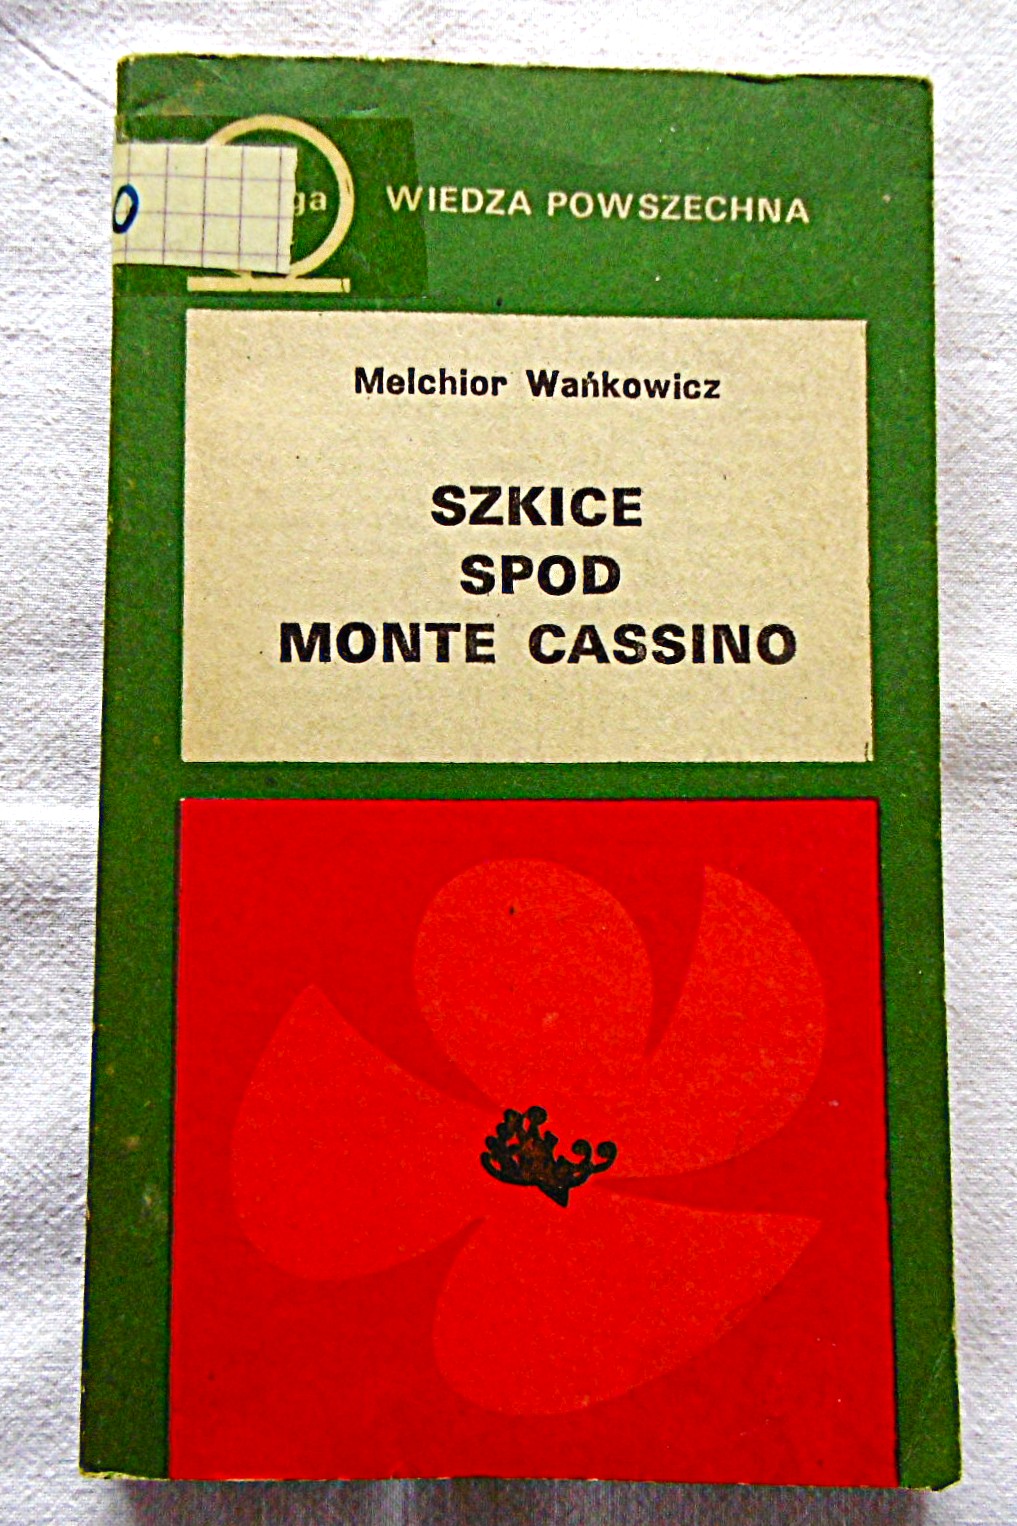 WIEDZA POWSZECHNA
Melchior Wańkowicz
SZKICE
SPOD
MONTE CASSINO